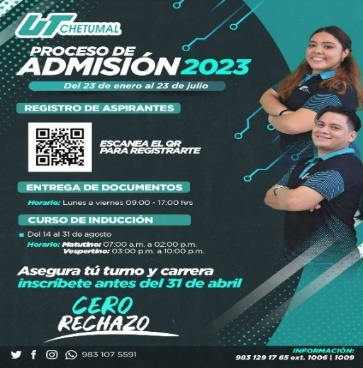 UT CHETUMAL
PROCESO DE
ADMISIÓN 2023
Del 23 de enero al 23 de julio
REGISTRO DE ASPIRANTES
ESCANEA EL QR
PARA REGISTRARTE
ENTREGA DE DOCUMENTOS
Horario: Lunes a viernes 09:00 - 17:00 hrs
CURSO DE INDUCCIÓN
Del 14 al 31 de agosto
Horario: Matutino: 07:00 a.m. a 02:00 p.m.
Vespertino: 03:00 p.m. a 10:00 p.m.
Asegura tú turno y carrera
inscríbete antes del 31 de abril
CERO
RECHAZO
983 107 5591
INFORMACIÓN:
983 129 17 65 ext. 1006 | 1009